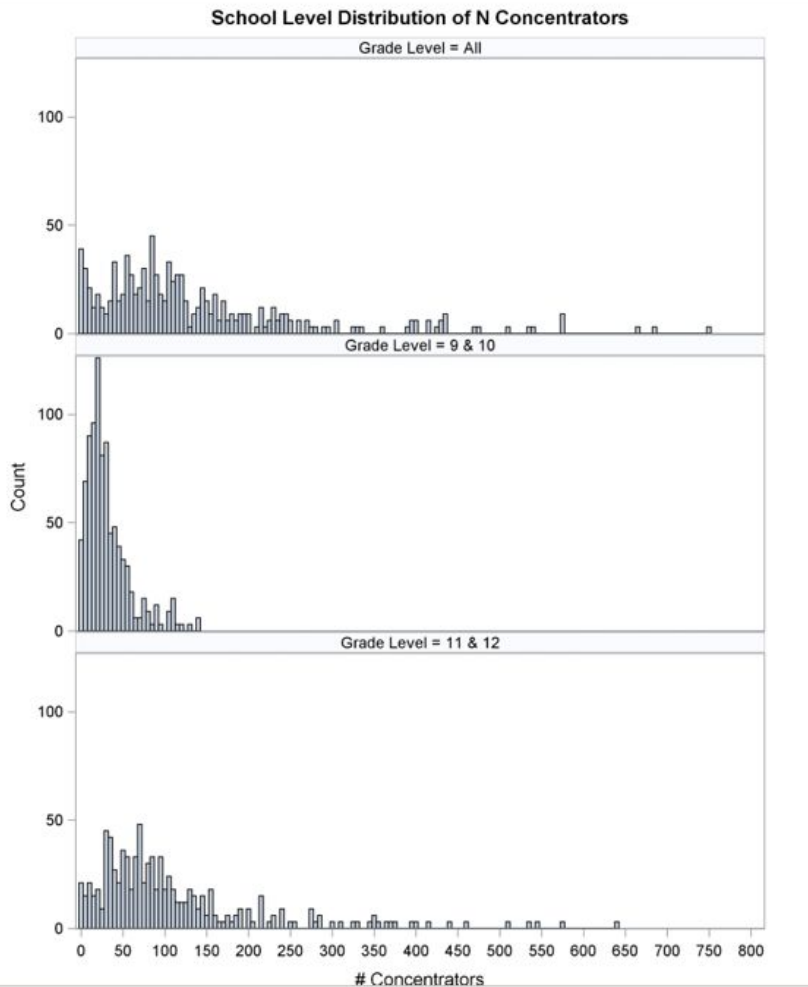 School Level Distribution of N Concentrators
Grade Level = All
100
50
0
Grade Level = 9 & 10
100
50
0
Count
Grade Level = 11 & 12
100
50
0
0 50 100 150 200 250 300 350 400 450 500 550 600 650 700 750 800
# Concentrators